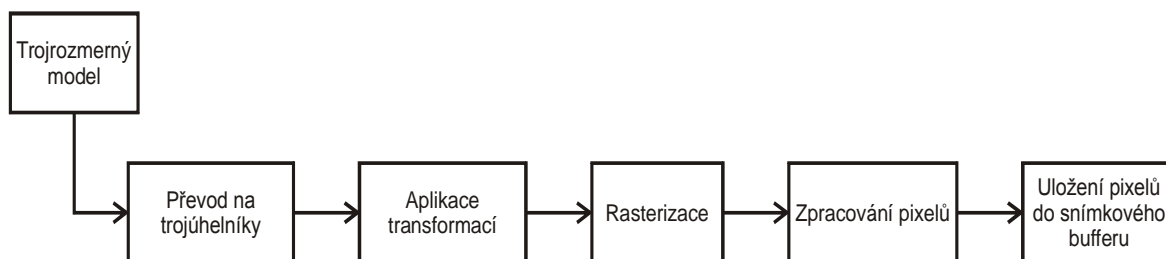 Trojrozmerný
model
Převod na
trojúhelníky
Aplikace
transformací
Rasterizace
Zpracování pixelů
Uložení pixelů
do snímkového
bufferu